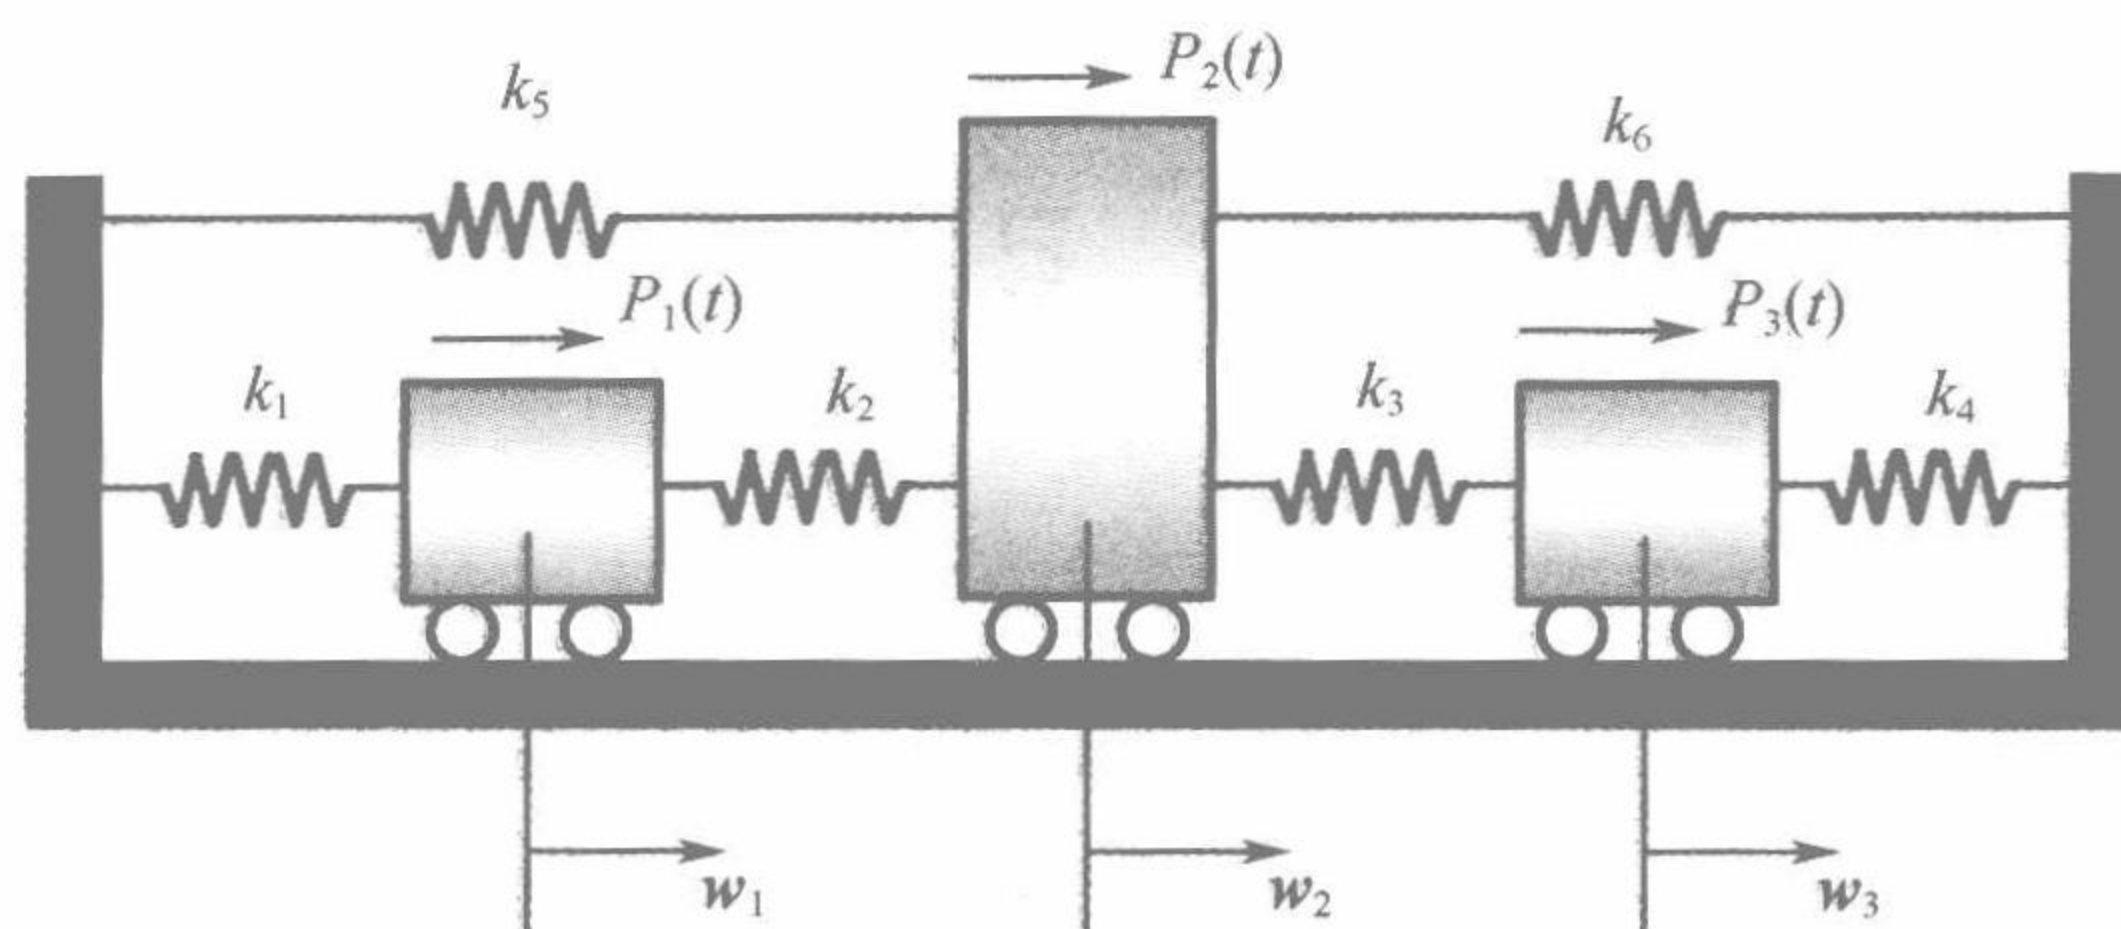 P₂(t)
k₅
k₆
P₁(t)
P₃(t)
k₁
k₂
k₃
k₄
w₁
w₂
w₃